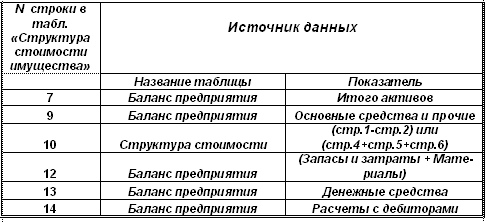 N строки в
табл.
«Структура
стоимости
имущества»
Источник данных
Название таблицы Показатель
7 Баланс предприятия Итого активов
9 Баланс предприятия Основные средства и прочие
10 Структура стоимости (стр.1-стр.2) или
(стр.4+стр.5+стр.6)
12 Баланс предприятия (Запасы и затраты + Мате-
риалы)
13 Баланс предприятия Денежные средства
14 Баланс предприятия Расчеты с дебиторами